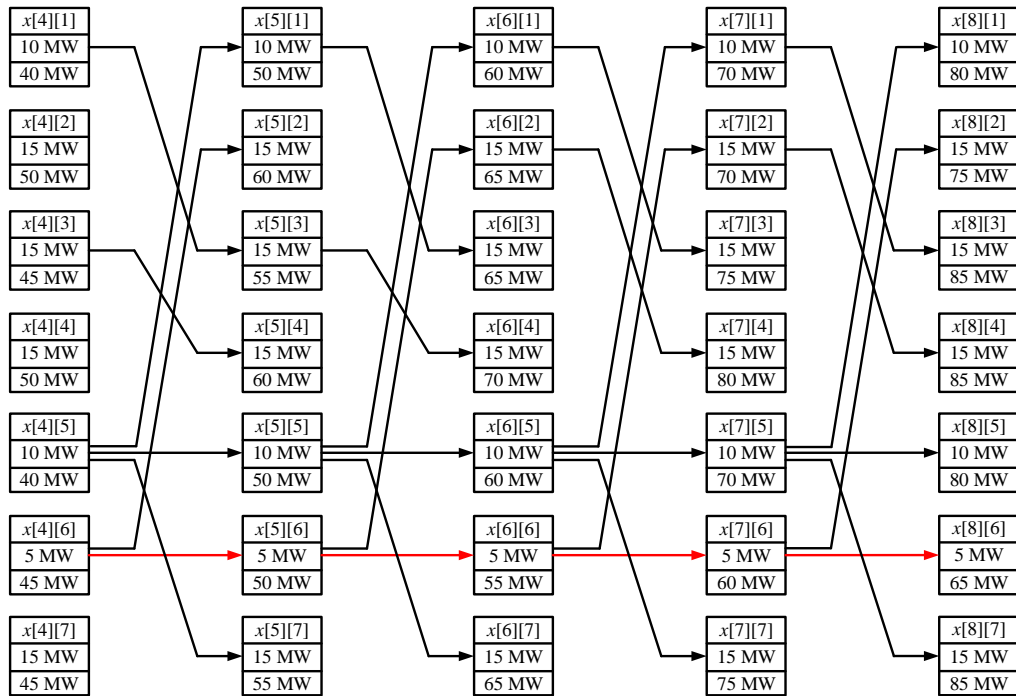 x[4][1]
10 MW
40 MW
x[5][1]
10 MW
50 MW
x[6][1]
10 MW
60 MW
x[7][1]
10 MW
70 MW
x[8][1]
10 MW
80 MW
x[4][2]
15 MW
50 MW
x[5][2]
15 MW
60 MW
x[6][2]
15 MW
65 MW
x[7][2]
15 MW
70 MW
x[8][2]
15 MW
75 MW
x[4][3]
15 MW
45 MW
x[5][3]
15 MW
55 MW
x[6][3]
15 MW
65 MW
x[7][3]
15 MW
75 MW
x[8][3]
15 MW
85 MW
x[4][4]
15 MW
50 MW
x[5][4]
15 MW
60 MW
x[6][4]
15 MW
70 MW
x[7][4]
15 MW
80 MW
x[8][4]
15 MW
85 MW
x[4][5]
10 MW
40 MW
x[5][5]
10 MW
50 MW
x[6][5]
10 MW
60 MW
x[7][5]
10 MW
70 MW
x[8][5]
10 MW
80 MW
x[4][6]
5 MW
45 MW
x[5][6]
5 MW
50 MW
x[6][6]
5 MW
55 MW
x[7][6]
5 MW
60 MW
x[8][6]
5 MW
65 MW
x[4][7]
15 MW
45 MW
x[5][7]
15 MW
55 MW
x[6][7]
15 MW
65 MW
x[7][7]
15 MW
75 MW
x[8][7]
15 MW
85 MW